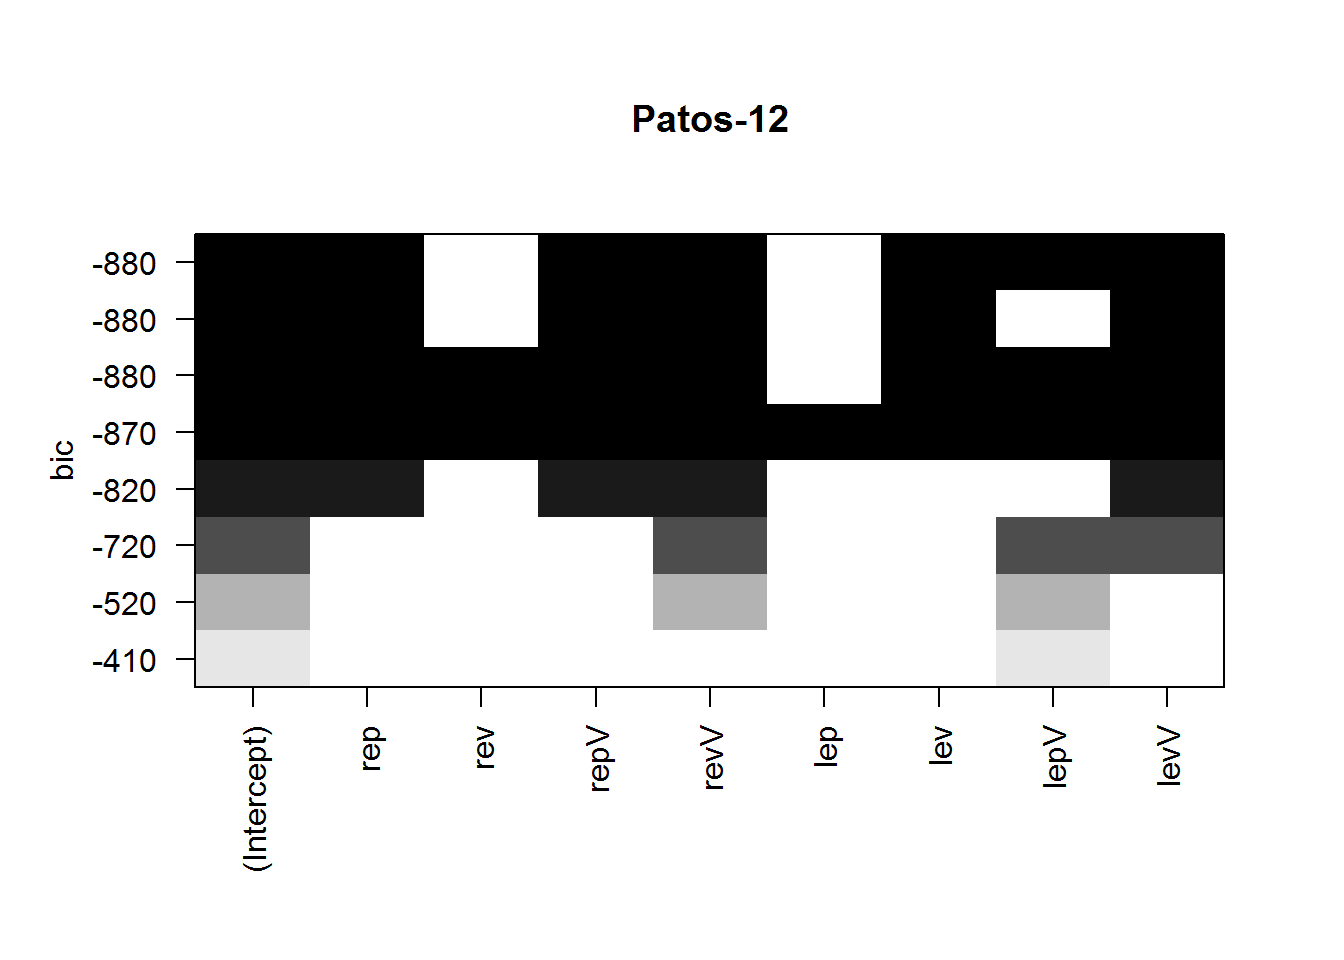 Patos-12
bic
-880
-880
-880
-870
-820
-720
-520
-410
(Intercept)
rep
rev
repV
revV
lep
lev
lepV
levV